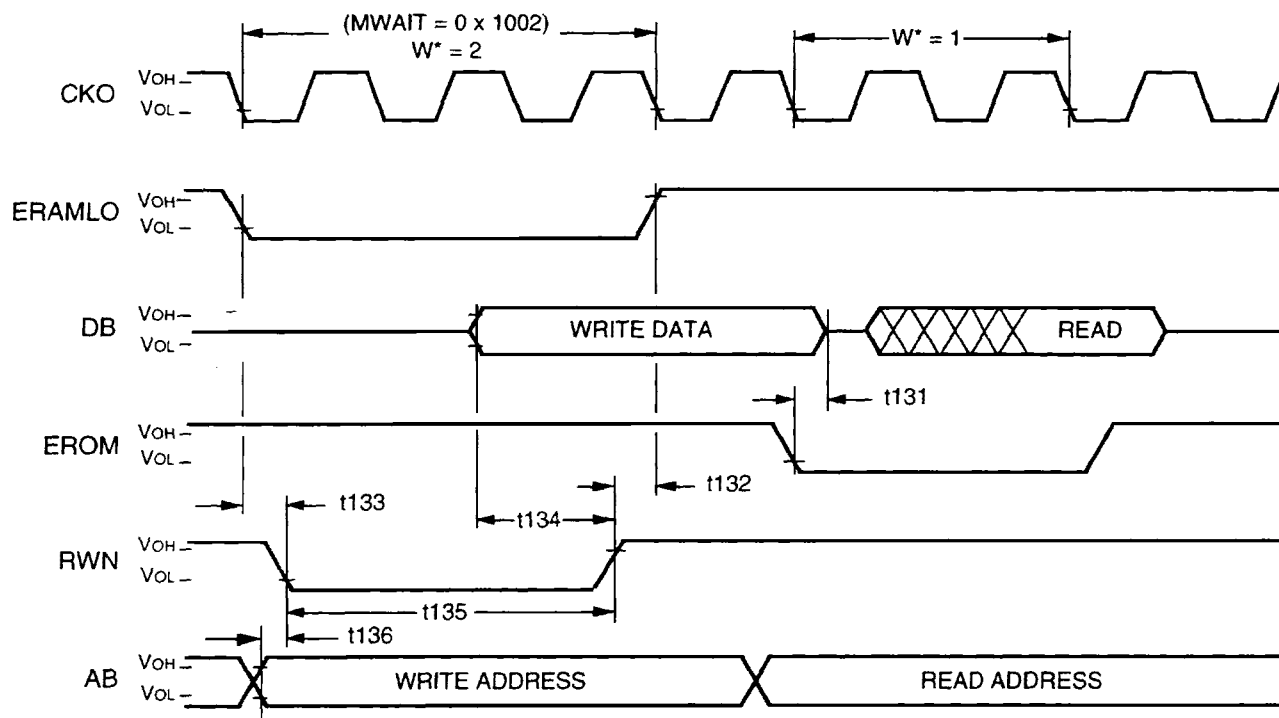 (MWAIT = 0 x 1002)
W* = 2
W* = 1
CKO
VOH
VOL
ERAMLO
VOH
VOL
DB
VOH
VOL
WRITE DATA
READ
t131
EROM
VOH
VOL
t132
t133
t134
RWN
VOH
VOL
t135
t136
AB
VOH
VOL
WRITE ADDRESS
READ ADDRESS